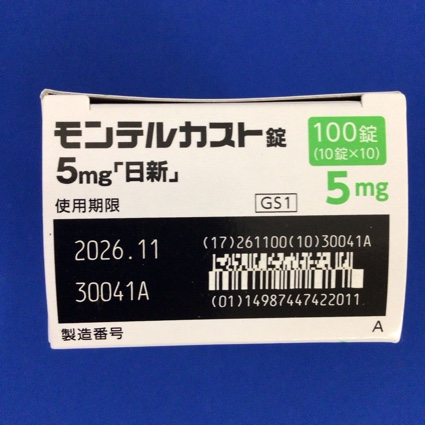 モンテルカスト錠
5mg「日新」
100錠
(10錠×10)
5mg
使用期限
GS1
2026.11
(17)261100(10)30041A
30041A
(01)14987447422011
製造番号
A